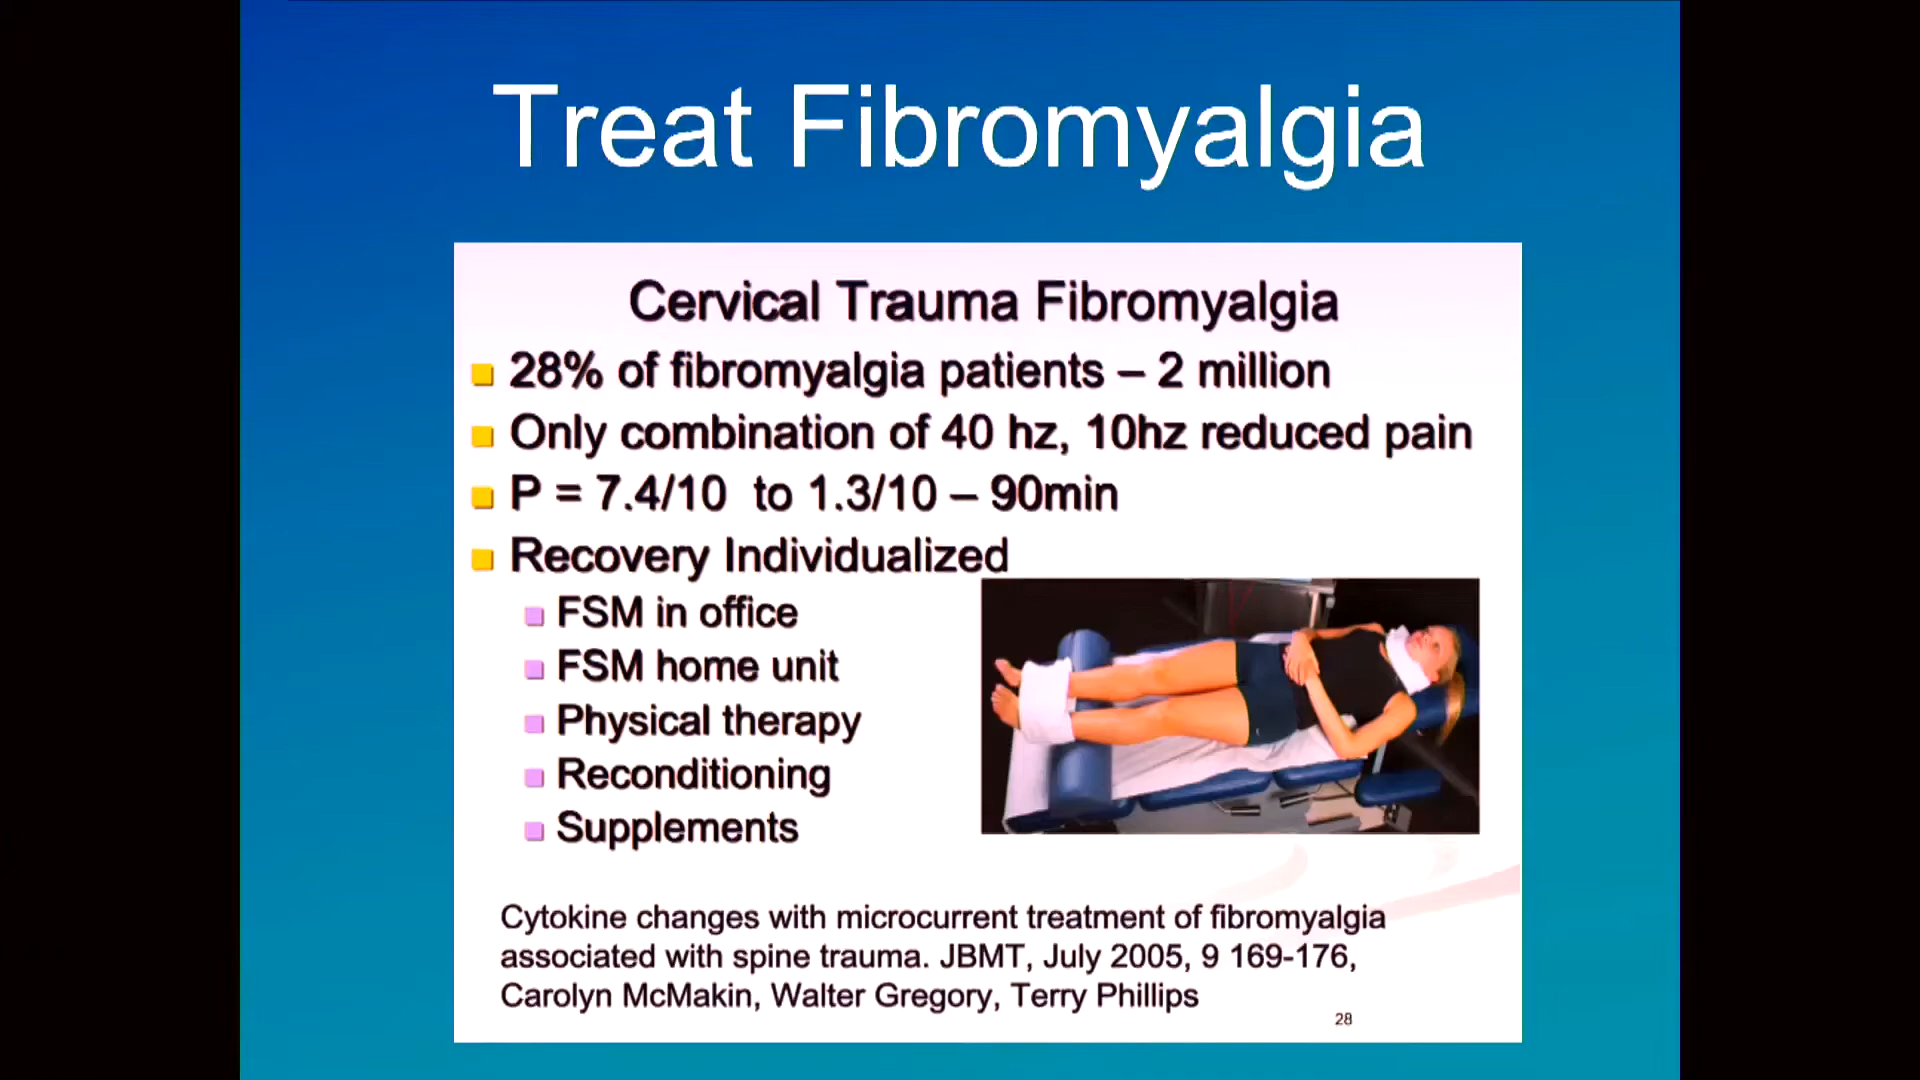 Treat Fibromyalgia
Cervical Trauma Fibromyalgia
28% of fibromyalgia patients – 2 million
Only combination of 40 hz, 10hz reduced pain
P = 7.4/10  to 1.3/10 – 90min
Recovery Individualized
FSM in office
FSM home unit
Physical therapy
Reconditioning
Supplements
Cytokine changes with microcurrent treatment of fibromyalgia
associated with spine trauma. JBMT, July 2005, 9 169-176,
Carolyn McMakin, Walter Gregory, Terry Phillips
28